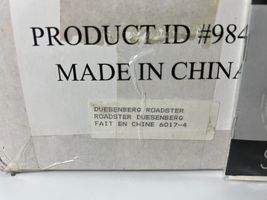 PRODUCT ID #984
MADE IN CHINA
DUESENBERG ROADSTER
ROADSTER DUESENBERG
FAIT EN CHINE 6017-4